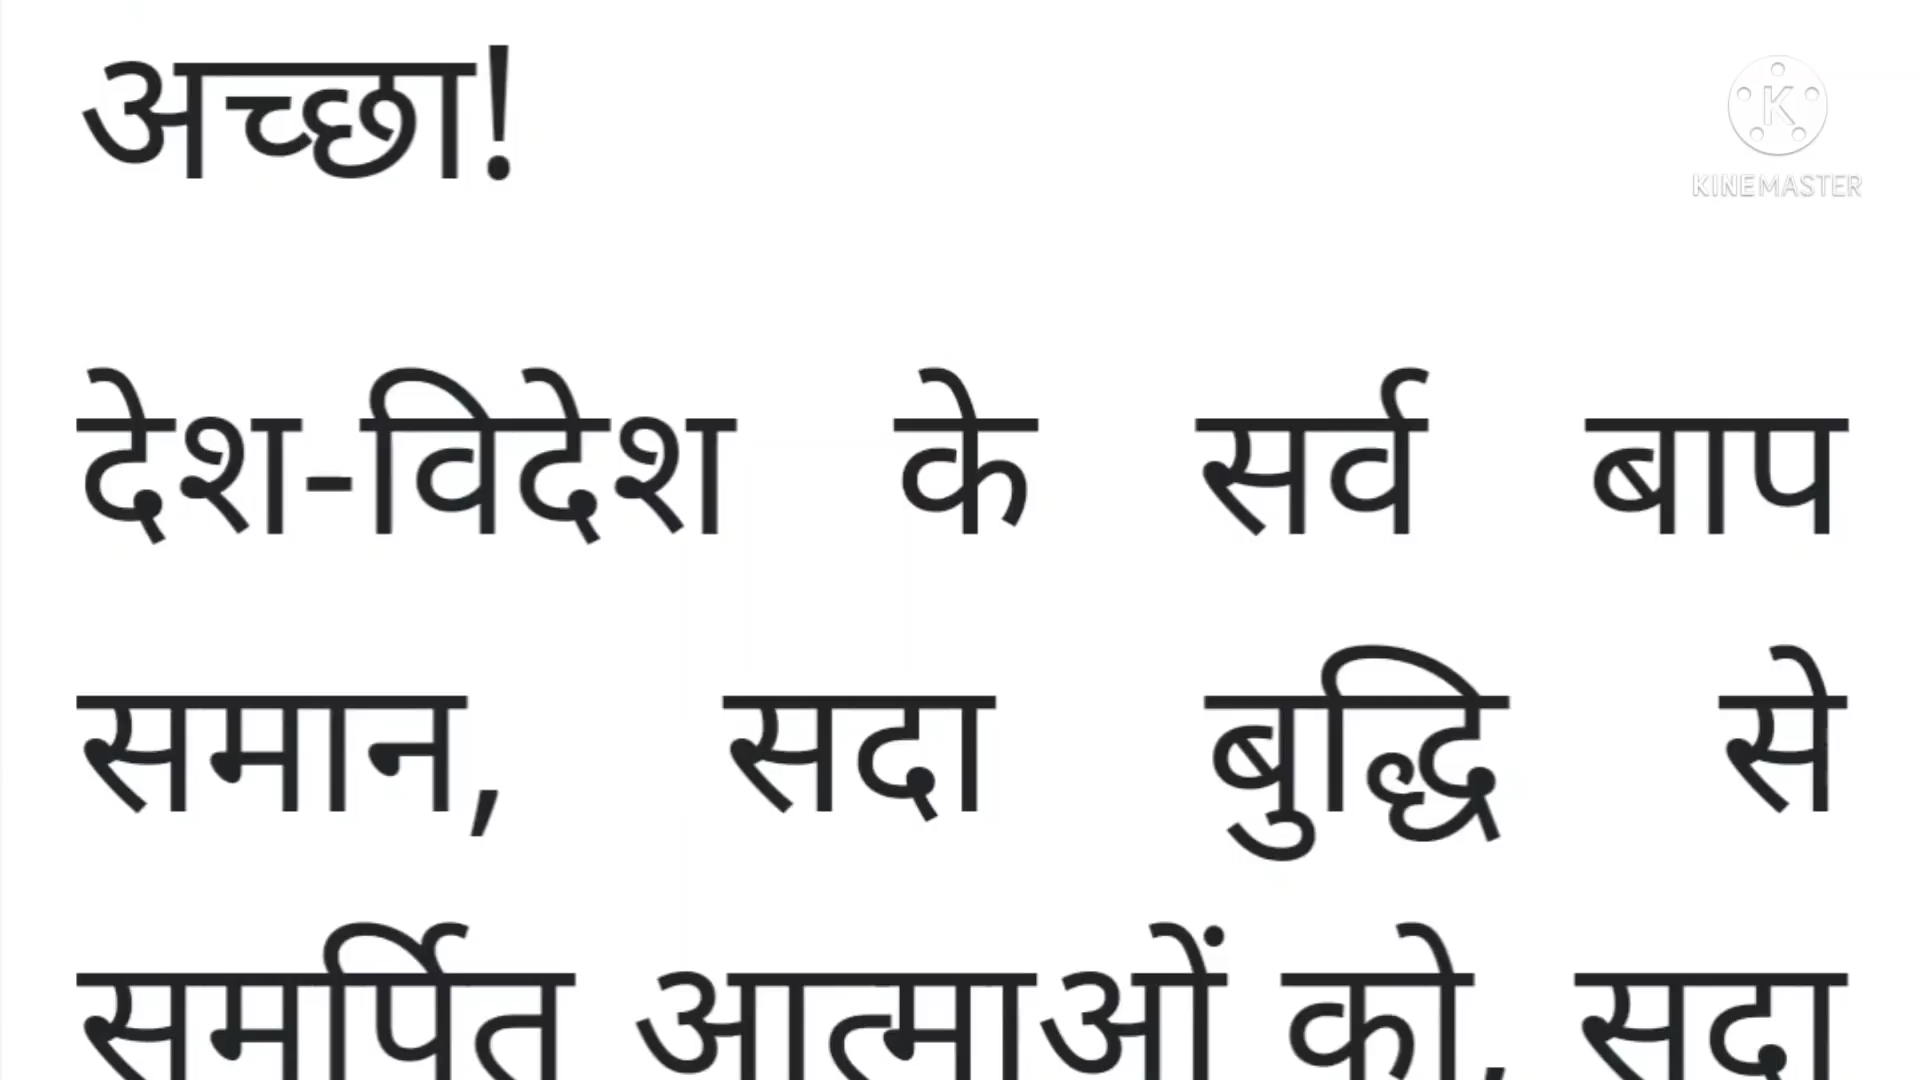 अच्छा!
KINEMASTER
देश-विदेश के सर्व बाप
समान, सदा बुद्धि से
समर्पित आत्माओं को, सदा